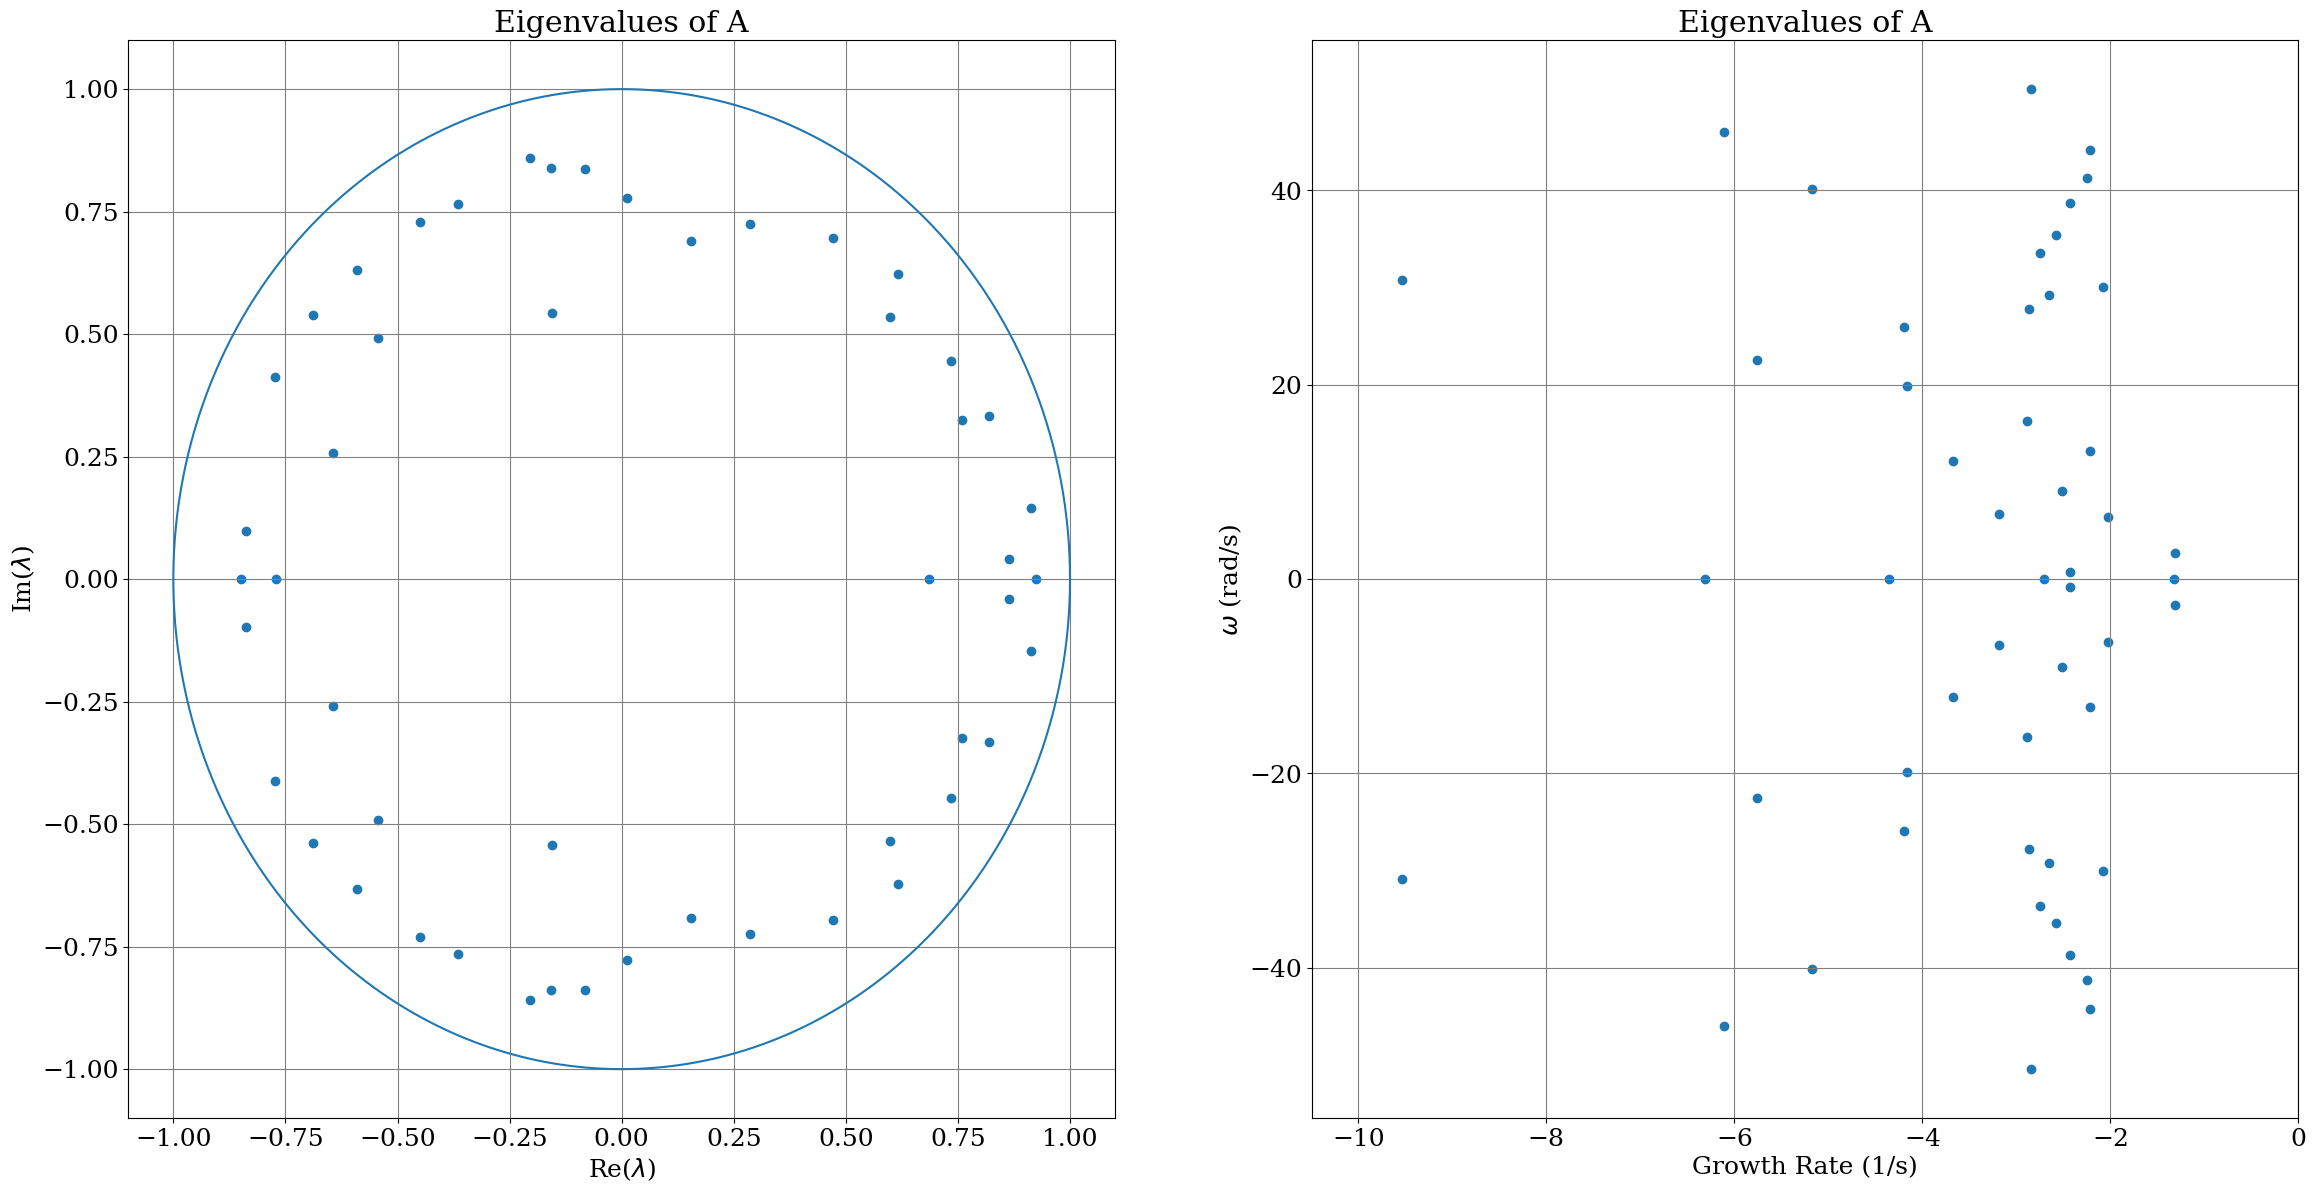 Eigenvalues of A
1.00
0.75
0.50
0.25
0.00
−0.25
−0.50
−0.75
−1.00
Im(λ)
−1.00 −0.75 −0.50 −0.25 0.00 0.25 0.50 0.75 1.00
Re(λ)
Eigenvalues of A
40
20
0
−20
−40
ω (rad/s)
−10 −8 −6 −4 −2 0
Growth Rate (1/s)